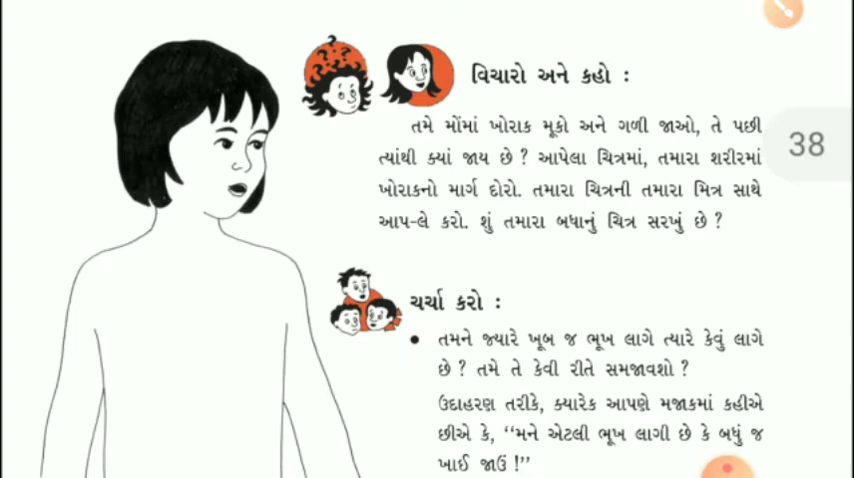 વિચારો અને કહો :
તમે મોંમાં ખોરાક મૂકો અને ગળી જાઓ, તે પછી
ત્યાંથી ક્યાં જાય છે ? આપેલા ચિત્રમાં, તમારા શરીરમાં
ખોરાકનો માર્ગ દોરો. તમારા ચિત્રની તમારા મિત્ર સાથે
આપ-લે કરો. શું તમારા બધાનું ચિત્ર સરખું છે ?
38
ચર્ચા કરો :
• તમને જ્યારે ખૂબ જ ભૂખ લાગે ત્યારે કેવું લાગે
છે ? તમે તે કેવી રીતે સમજાવશો ?
ઉદાહરણ તરીકે, ક્યારેક આપણે મજાકમાં કહીએ
છીએ કે, ‘‘મને એટલી ભૂખ લાગી છે કે બધું જ
ખાઈ જાઉં !’’